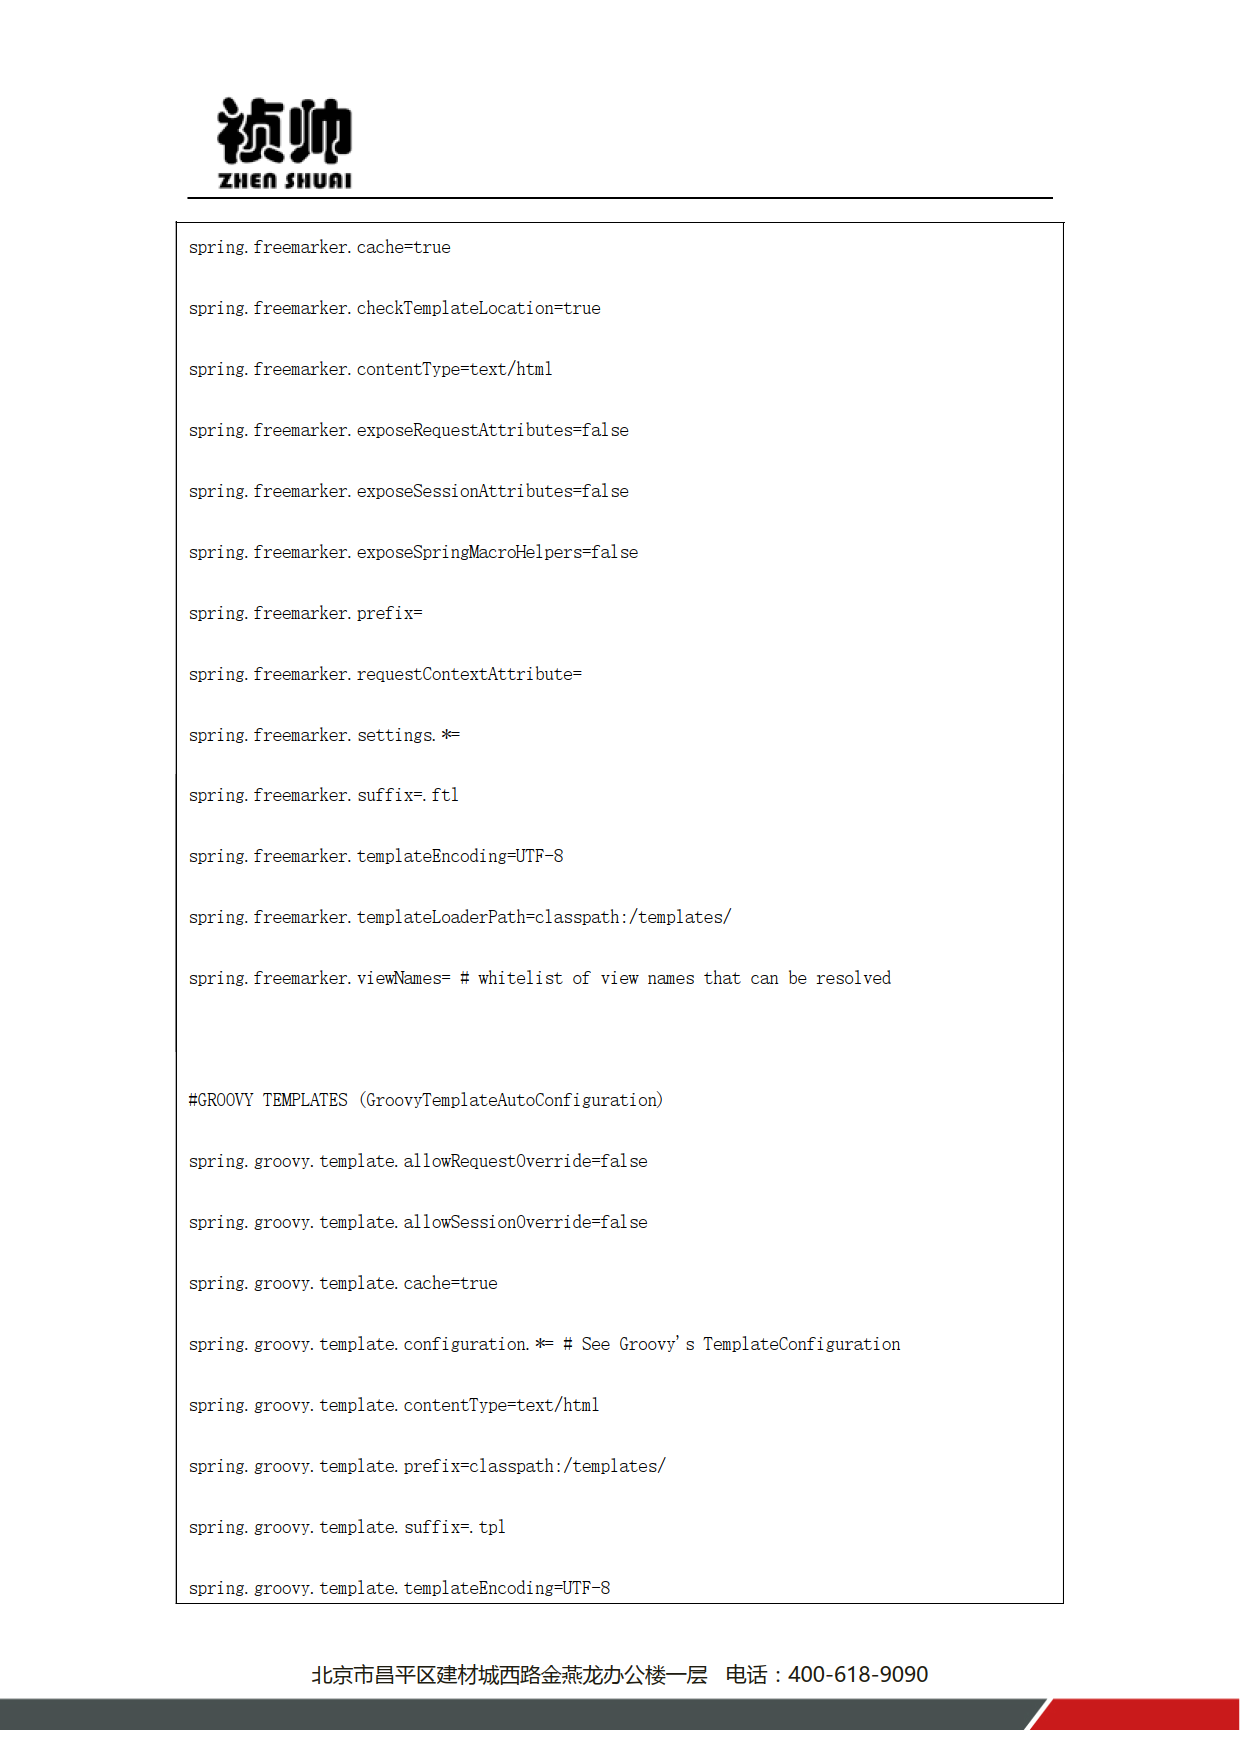 祯帅
ZHEN SHUAI
spring.freemarker.cache=true
spring.freemarker.checkTemplateLocation=true
spring.freemarker.contentType=text/html
spring.freemarker.exposeRequestAttributes=false
spring.freemarker.exposeSessionAttributes=false
spring.freemarker.exposeSpringMacroHelpers=false
spring.freemarker.prefix=
spring.freemarker.requestContextAttribute=
spring.freemarker.settings.*=
spring.freemarker.suffix=.ftl
spring.freemarker.templateEncoding=UTF-8
spring.freemarker.templateLoaderPath=classpath:/templates/
spring.freemarker.viewNames= # whitelist of view names that can be resolved
#GROOVY TEMPLATES (GroovyTemplateAutoConfiguration)
spring.groovy.template.allowRequestOverride=false
spring.groovy.template.allowSessionOverride=false
spring.groovy.template.cache=true
spring.groovy.template.configuration.*= # See Groovy's TemplateConfiguration
spring.groovy.template.contentType=text/html
spring.groovy.template.prefix=classpath:/templates/
spring.groovy.template.suffix=.tpl
spring.groovy.template.templateEncoding=UTF-8
北京市昌平区建材城西路金燕龙办公楼一层 电话：400-618-9090